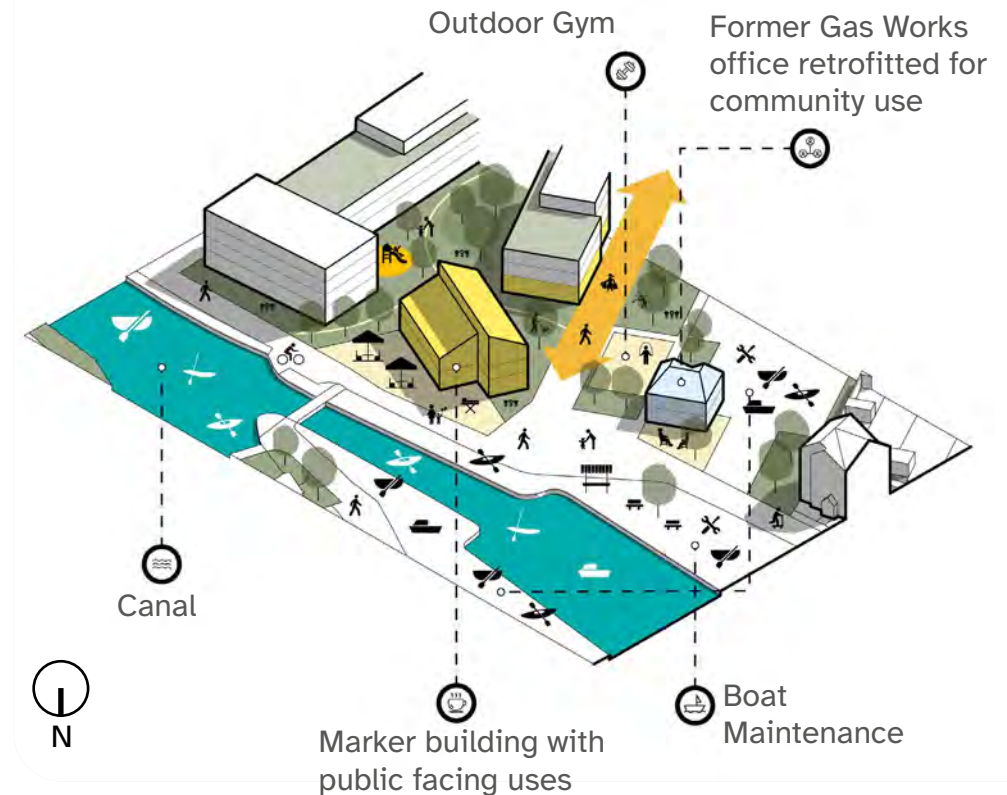 Outdoor Gym
Former Gas Works
office retrofitted for
community use
Canal
N
Marker building with
public facing uses
Boat
Maintenance